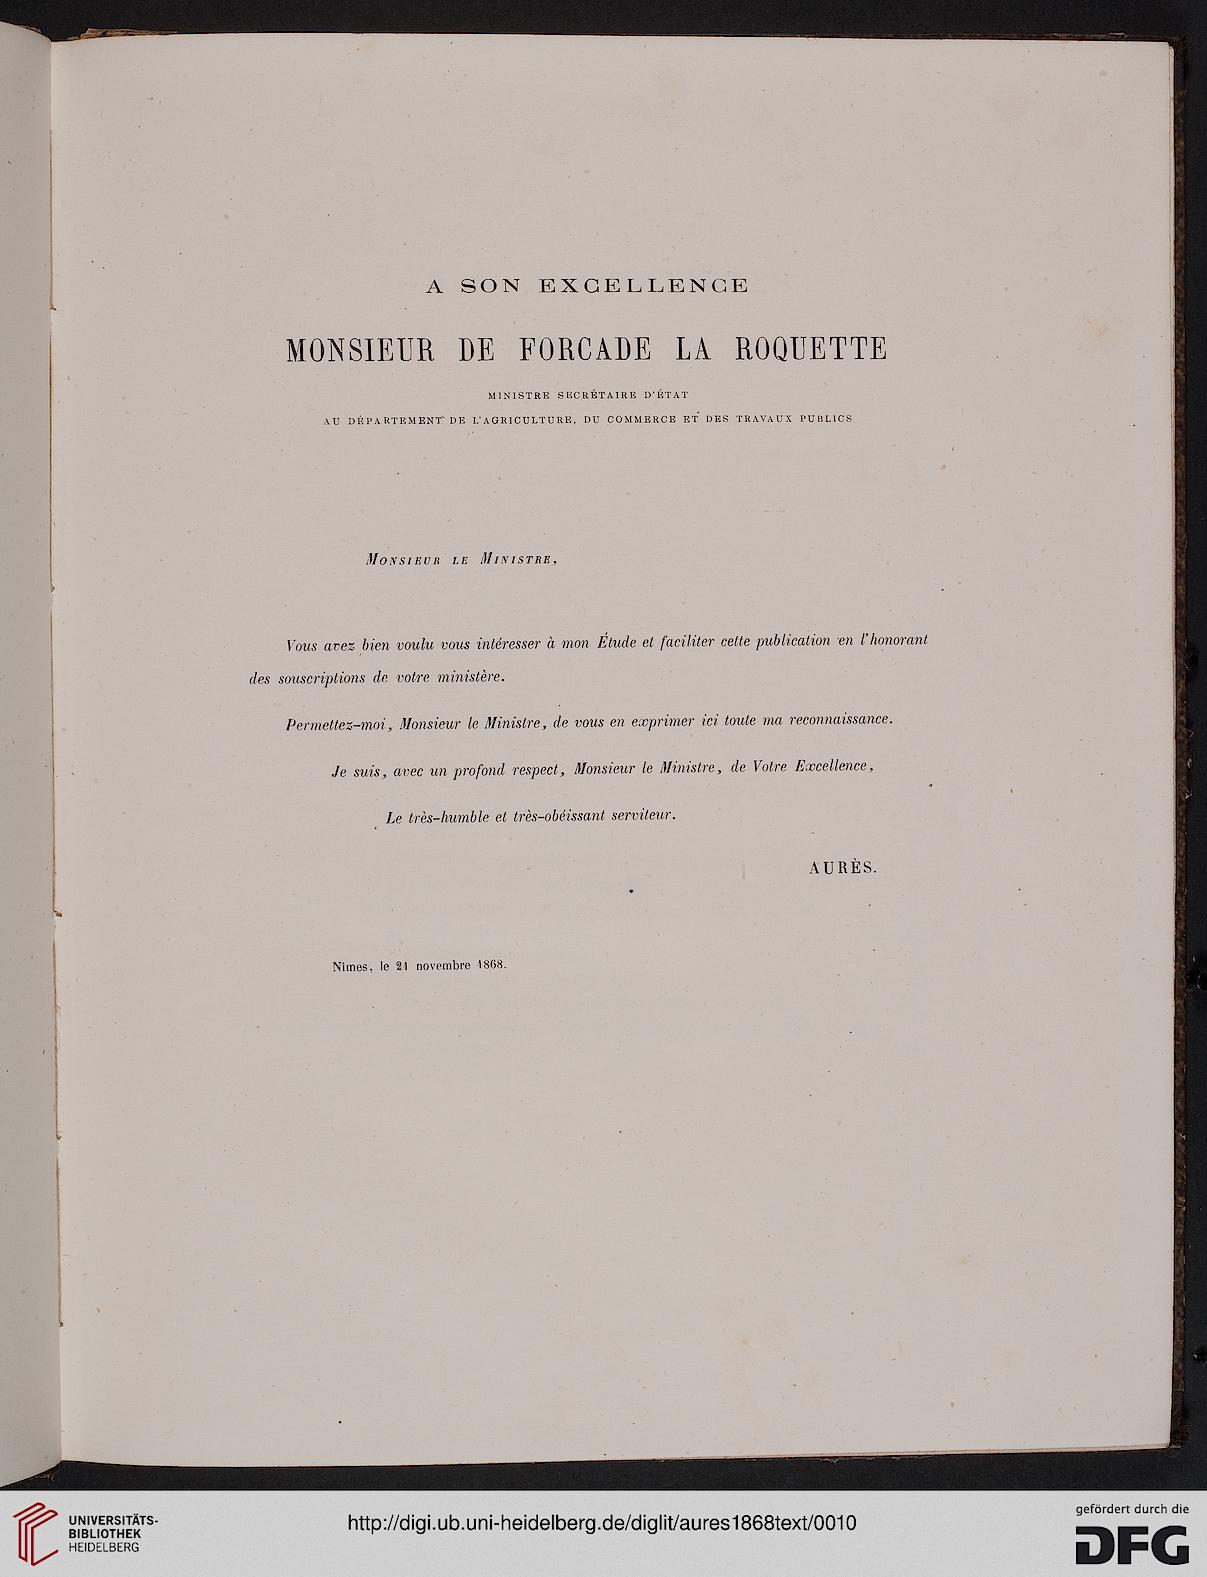 A SON EXCELLENCE
MONSIEUR DE FORCADE LA ROQUETTE
MINISTRE SECRÉTAIRE D'ÉTAT
AU DÉPARTEMENT DE L'AGRICULTURE, DU COMMERCE ET DES TRAVAUX PUBLICS
Monsieur le Ministre,
Vous avez bien voulu vous intéresser à mon Étude et faciliter cette publication en l'honorant
des souscriptions de votre ministère.
Permettez-moi, Monsieur le Ministre, de vous en exprimer ici toute ma reconnaissance.
Je suis, avec un profond respect, Monsieur le Ministre, de Votre Excellence,
Le très-humble et très-obéissant serviteur.
AURÈS.
Nîmes, le 21 novembre 1868.
UNIVERSITÄTS-
BIBLIOTHEK
HEIDELBERG
http://digi.ub.uni-heidelberg.de/diglit/aures1868text/0010
gefördert durch die
DFG